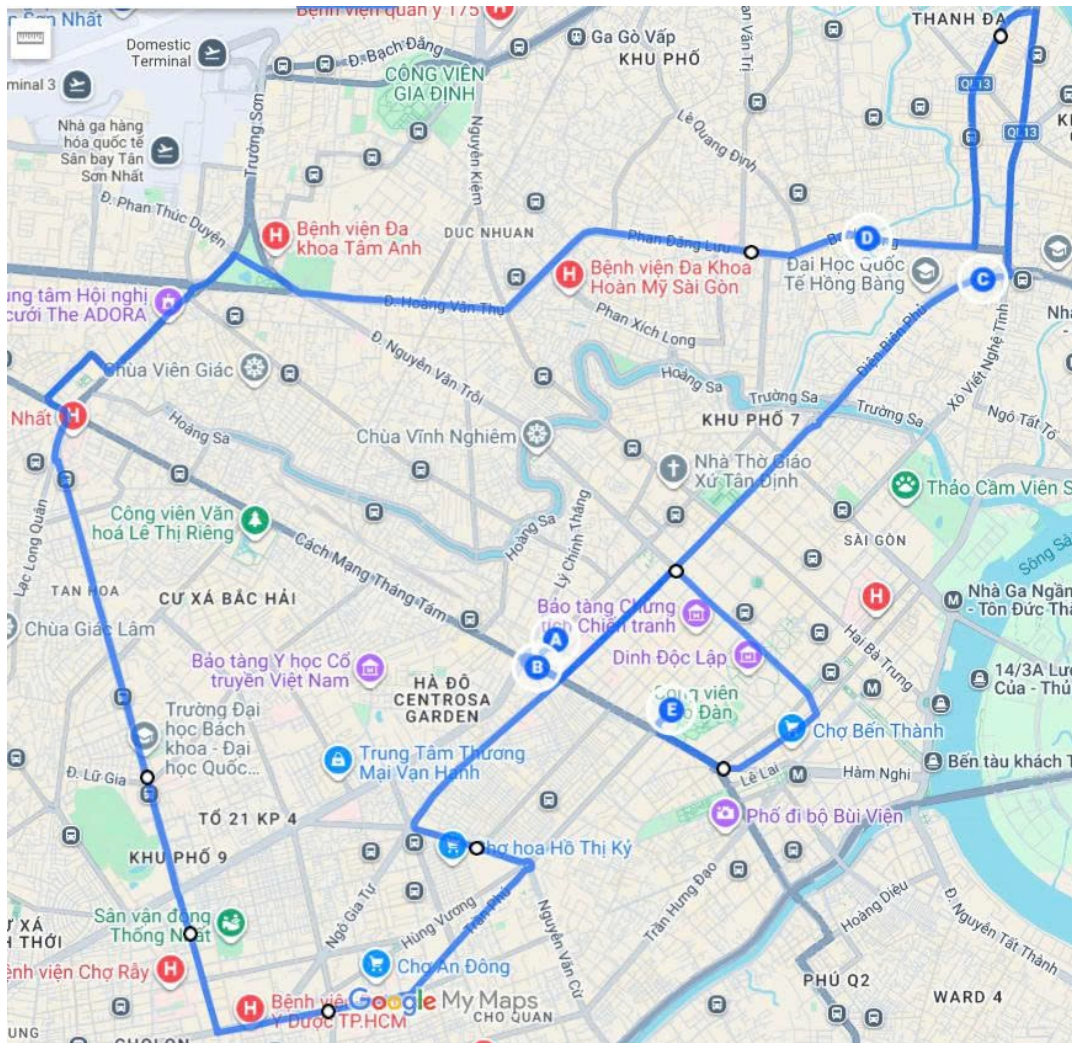 Bệnh viện quân y 175
Ga Gò Vấp
KHU PHỐ
THANH ĐA
Domestic
Terminal
Đ. Bạch Đằng
CÔNG VIÊN
GIA ĐỊNH
Nguyễn Kiệm
Lê Quang Định
QL13
QL13
Nhà ga hàng
hóa quốc tế
Sân bay Tân
Sơn Nhất
Trường Sơn
Đ. Phan Thúc Duyện
Bệnh viện Đa
khoa Tâm Anh
DUC NHUAN
Phan Đăng Lưu
D
Bệnh viện Đa Khoa
Hoàn Mỹ Sài Gòn
Đại Học Quốc
Tế Hồng Bàng
C
ung tâm Hội nghị
cưới The ADORA
Đ. Hoàng Văn Thụ
Phan Xích Long
Điện Biên Phủ
Xô Viết Nghệ Tĩnh
Chùa Viên Giác
Đ. Nguyễn Văn Trỗi
Hoàng Sa
Trường Sa
Trường Sa
Ngô Tất Tố
Nhất
Hoàng Sa
KHU PHỐ 7
Chùa Vĩnh Nghiêm
Nhà Thờ Giáo
Xứ Tân Định
Thảo Cầm Viên S
Lạc Long Quân
Công viên Văn
hoá Lê Thị Riêng
Hoàng Sa
Lý Chính Thắng
SÀI GÒN
Sông Sà
Cách Mạng Tháng Tám
TAN HOA
CƯ XÁ BẮC HẢI
Nhà Ga Ngầm
- Tôn Đức Th
Chùa Giác Lâm
Bảo tàng Chứng
tích Chiến tranh
A
B
Hai Bà Trưng
Bảo tàng Y học Cổ
truyền Việt Nam
Dinh Độc Lập
14/3A Lư
Của - Thủ
HÀ ĐÔ
CENTROSA
GARDEN
E
Công viên
o Đàn
Trường Đại
học Bách
khoa - Đại
học Quốc...
Chợ Bến Thành
Trung Tâm Thương
Mại Vạn Hạnh
Đ. Lữ Gia
Lê Lai
Hàm Nghi
Bến tàu khách T
TỔ 21 KP 4
Phố đi bộ Bùi Viện
KHU PHỐ 9
Chợ hoa Hồ Thị Kỷ
Ngô Gia Tự
Hùng Vương
Trần Phú
Nguyễn Văn Cừ
Trần Hưng Đạo
Hoàng Diệu
Đ. Nguyễn Tất Thành
Sân vận động
Thống Nhất
ệnh viện Chợ Rẫy
Chợ An Đông
PHÚ Q2
WARD 4
Bệnh việ
Y Dược TP.HCM
Google My Maps
CHO QUAN